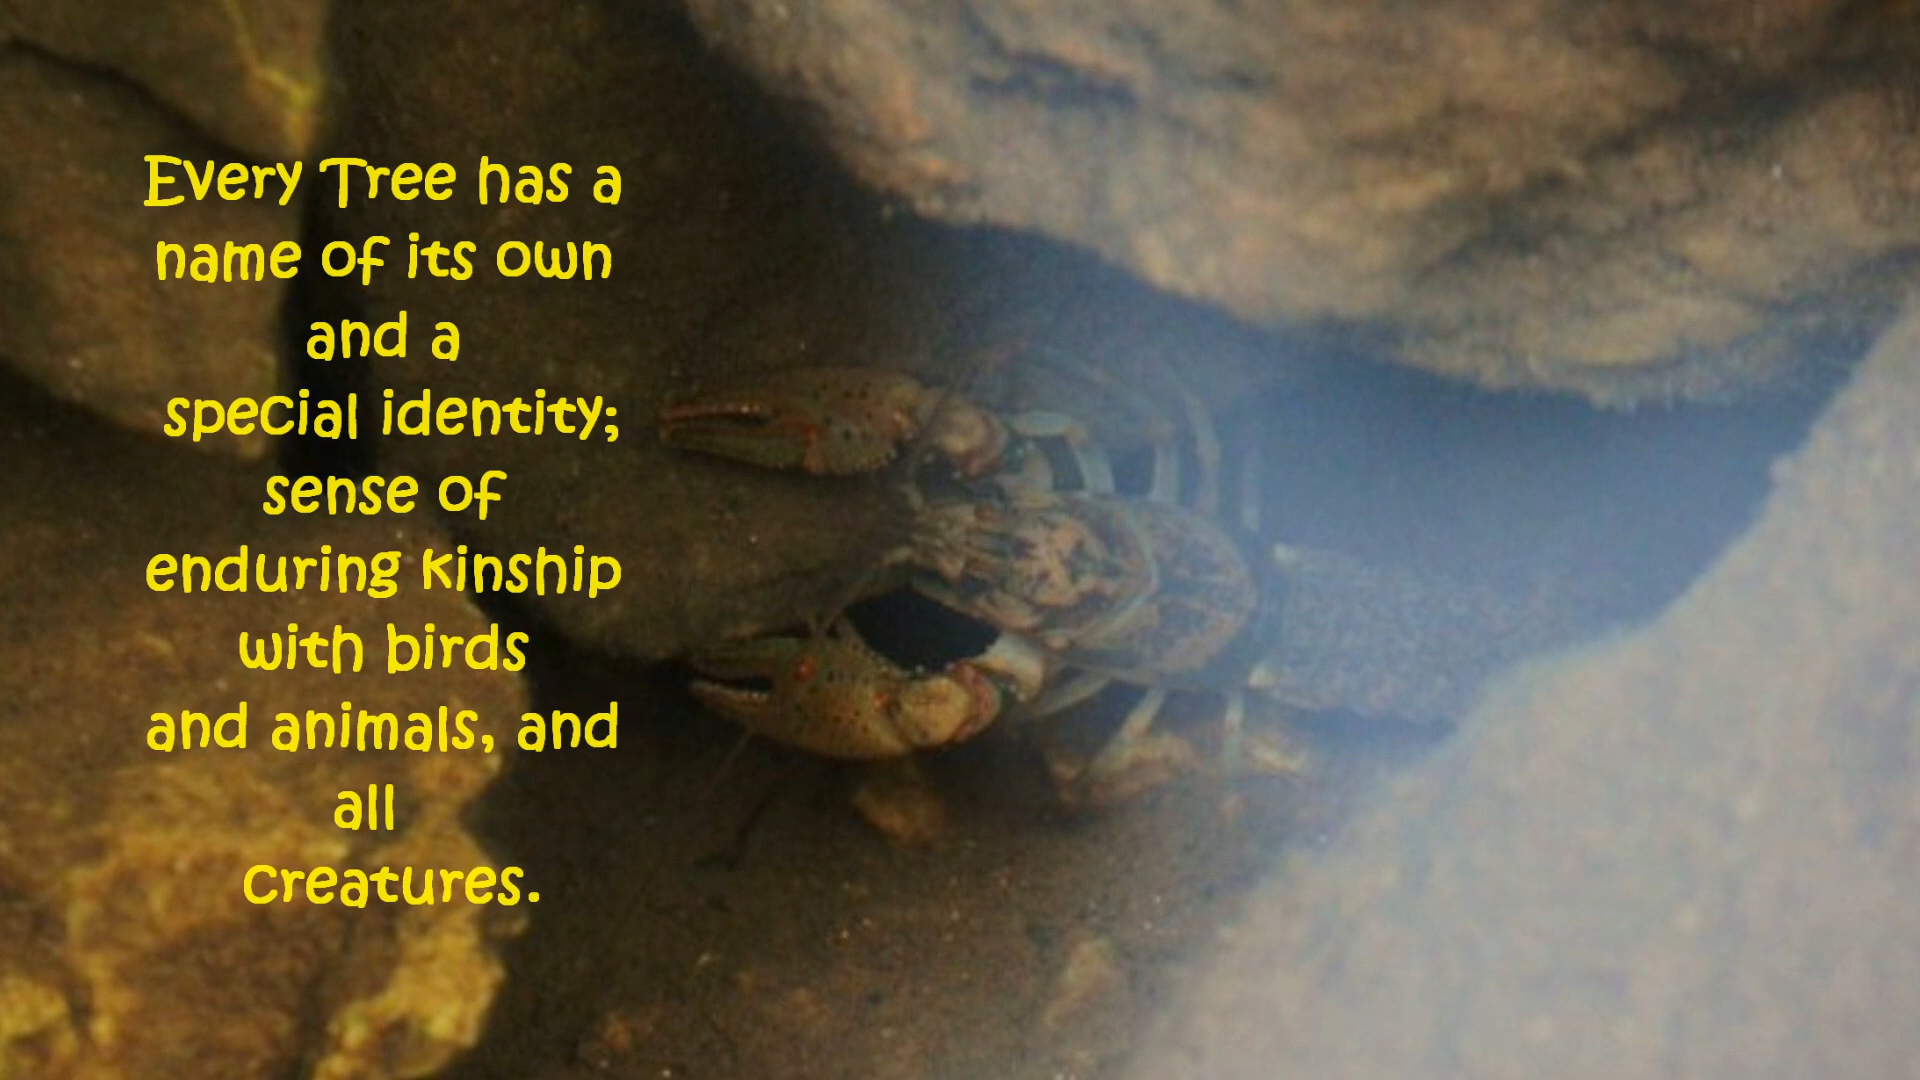 Every Tree has a
name of its own
and a
special identity;
sense of
enduring kinship
with birds
and animals, and
all
creatures.